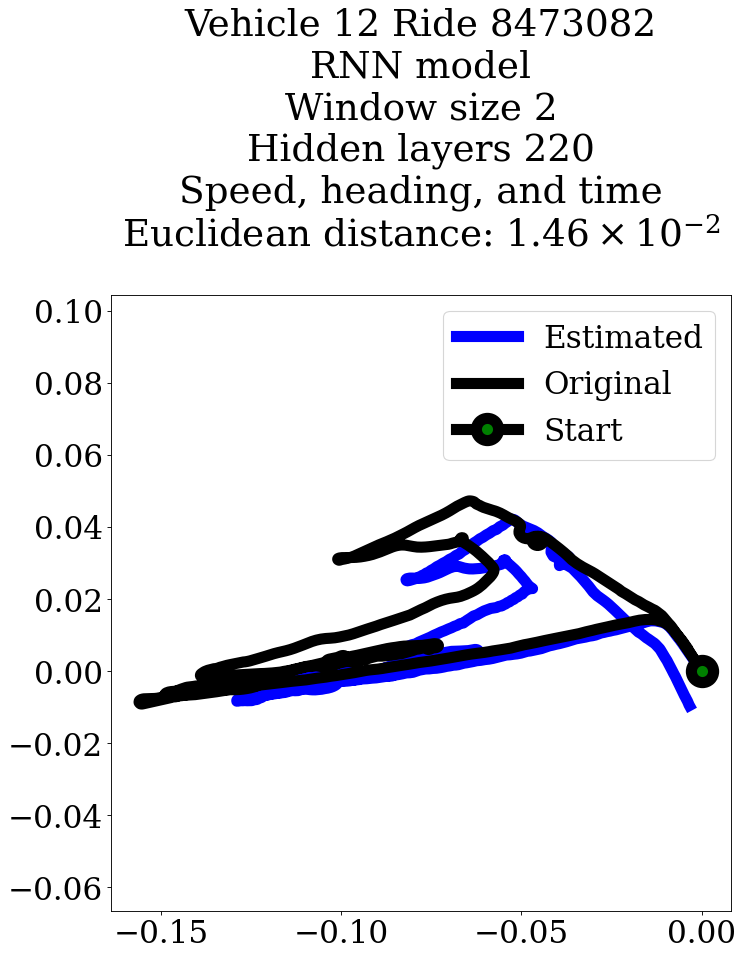 Vehicle 12 Ride 8473082
RNN model
Window size 2
Hidden layers 220
Speed, heading, and time
Euclidean distance: 1.46 × 10⁻²
Estimated
Original
Start
0.10
0.08
0.06
0.04
0.02
0.00
−0.02
−0.04
−0.06
−0.15 −0.10 −0.05 0.00